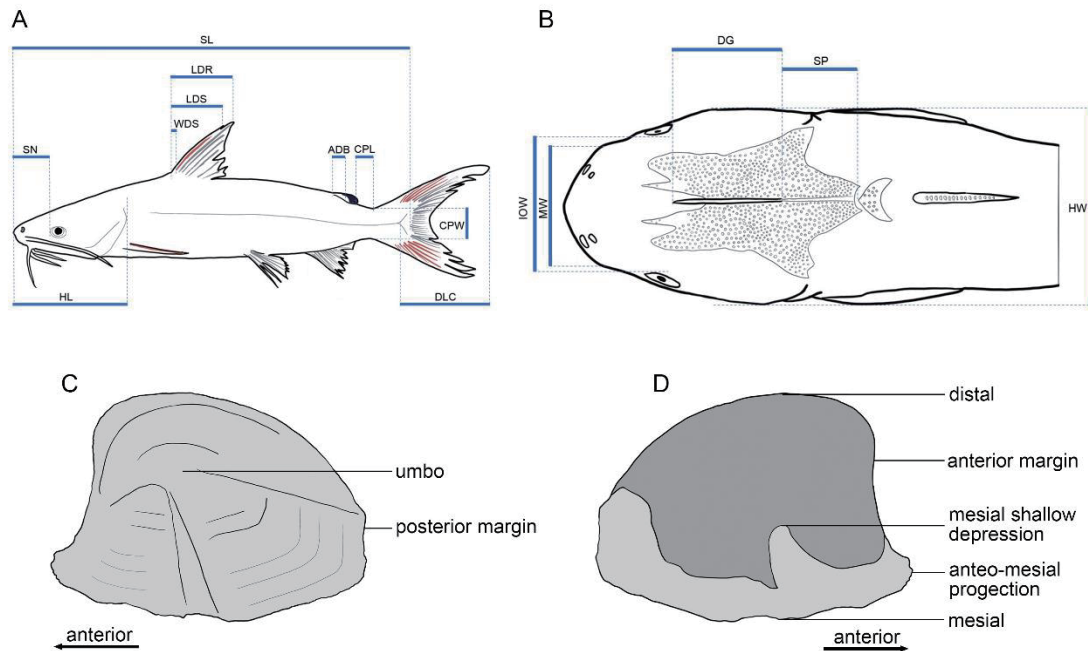 A
SL
LDR
LDS
WDS
SN
ADB
CPL
CPW
HL
DLC
B
DG
SP
IOW
MW
HW
C
umbo
posterior margin
anterior
D
distal
anterior margin
mesial shallow
depression
anteo-mesial
progection
mesial
anterior